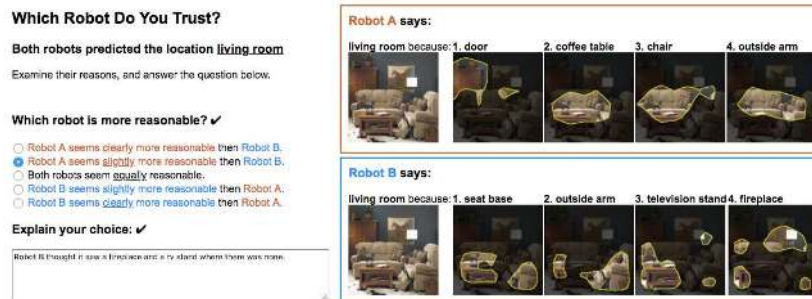 Which Robot Do You Trust?
Both robots predicted the location living room
Examine their reasons, and answer the question below.
Which robot is more reasonable? ✔
Robot A seems clearly more reasonable then Robot B.
Robot A seems slightly more reasonable then Robot B.
Both robots seem equally reasonable.
Robot B seems slightly more reasonable then Robot A.
Robot B seems clearly more reasonable then Robot A.
Explain your choice: ✔
Robot B thought it saw a fireplace and a tv stand where there was none.
Robot A says:
living room because: 1. door 2. coffee table 3. chair 4. outside arm
Robot B says:
living room because: 1. seat base 2. outside arm 3. television stand 4. fireplace